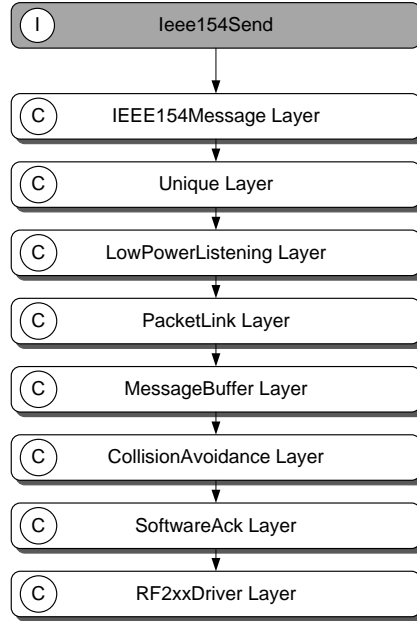 I Ieee154Send
C IEEE154Message Layer
C Unique Layer
C LowPowerListening Layer
C PacketLink Layer
C MessageBuffer Layer
C CollisionAvoidance Layer
C SoftwareAck Layer
C RF2xxDriver Layer